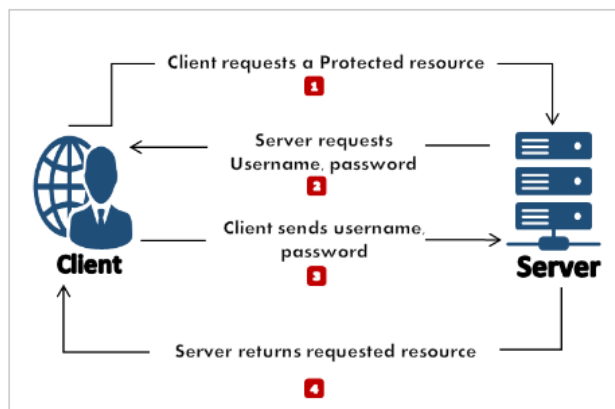 Client requests a Protected resource
1
Server requests
Username, password
2
Client sends username,
password
3
Client
Server
Server returns requested resource
4